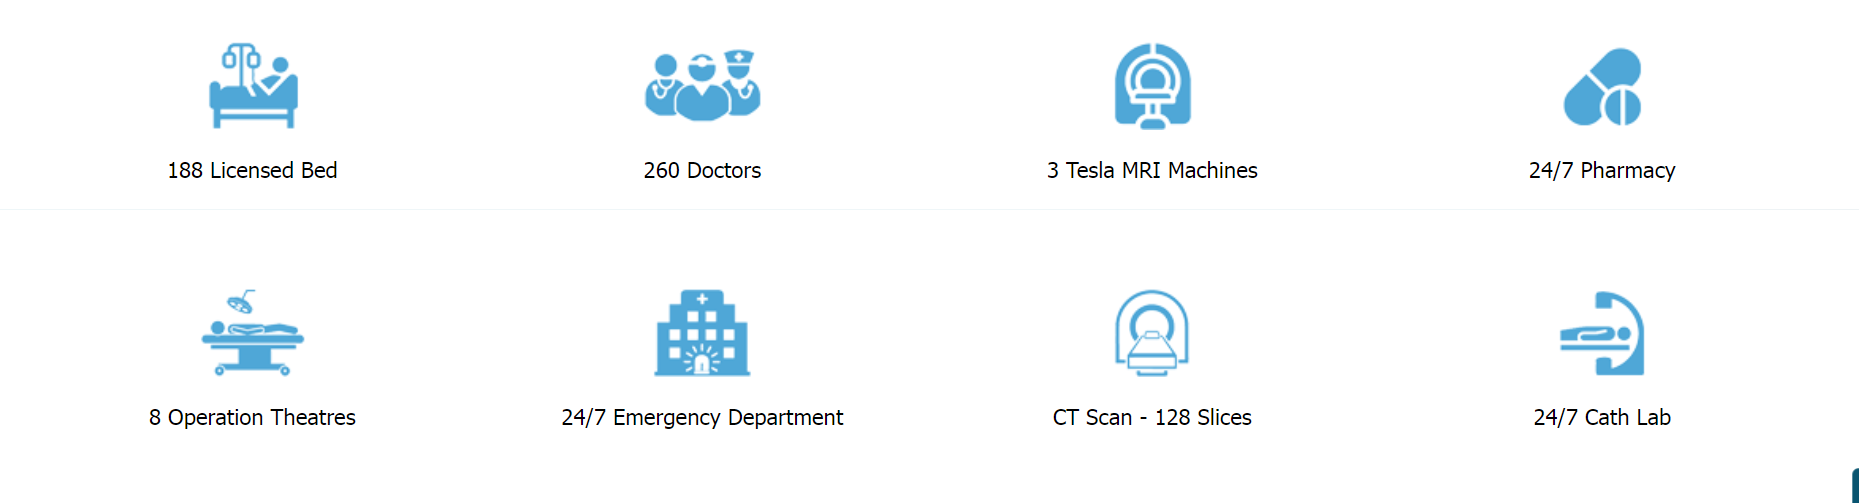 188 Licensed Bed
260 Doctors
3 Tesla MRI Machines
24/7 Pharmacy
8 Operation Theatres
24/7 Emergency Department
CT Scan - 128 Slices
24/7 Cath Lab